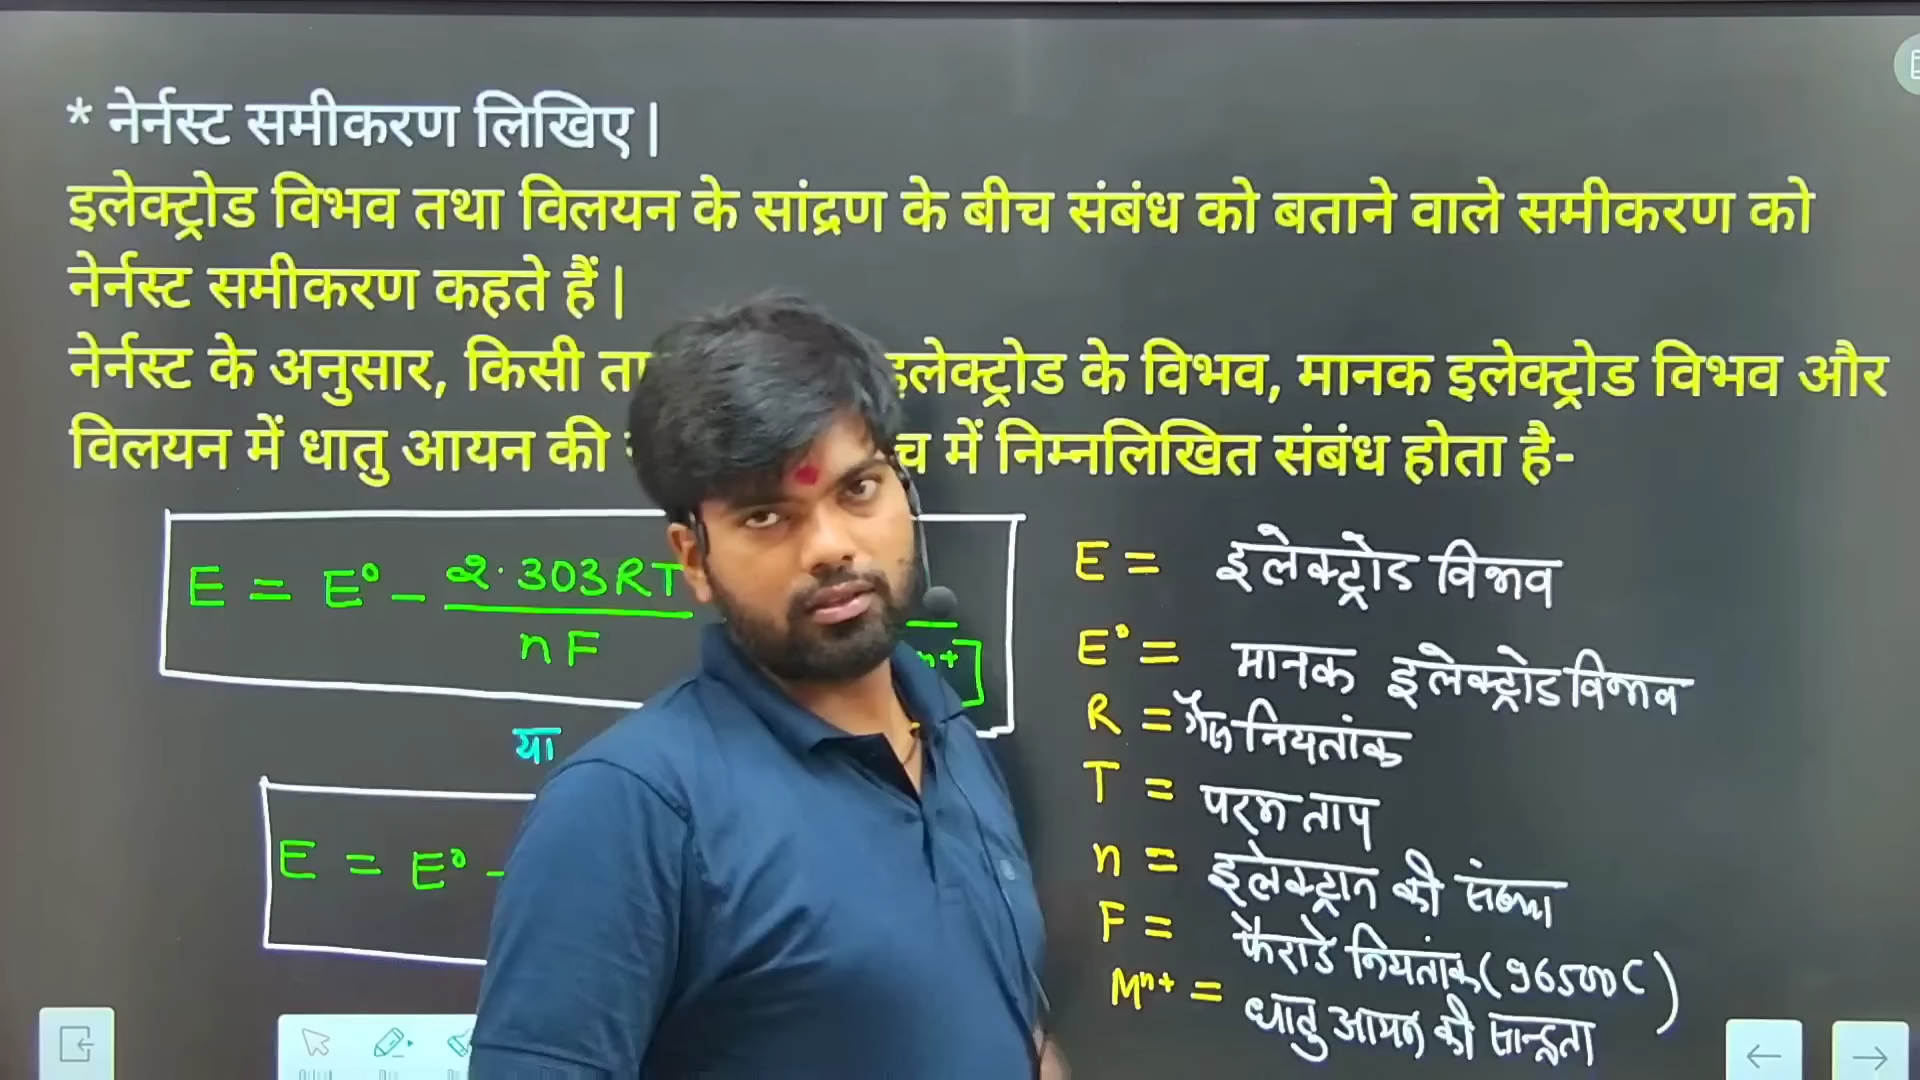 * नेर्नस्ट समीकरण लिखिए |
इलेक्ट्रोड विभव तथा विलयन के सांद्रण के बीच संबंध को बताने वाले समीकरण को
नेर्नस्ट समीकरण कहते हैं |
नेर्नस्ट के अनुसार, किसी इलेक्ट्रोड के विभव, मानक इलेक्ट्रोड विभव और
विलयन में धातु आयन की में निम्नलिखित संबंध होता है-
E = E° - 2.303RT
nF
n+]
या
E = E° -
E = इलेक्ट्रोड विभव
E° = मानक इलेक्ट्रोड विभव
R = गैस नियतांक
T = परम ताप
n = इलेक्ट्रान की संख्या
F = फैराडे नियतांक (96500C)
Mⁿ⁺ = धातु आयन की सान्द्रता